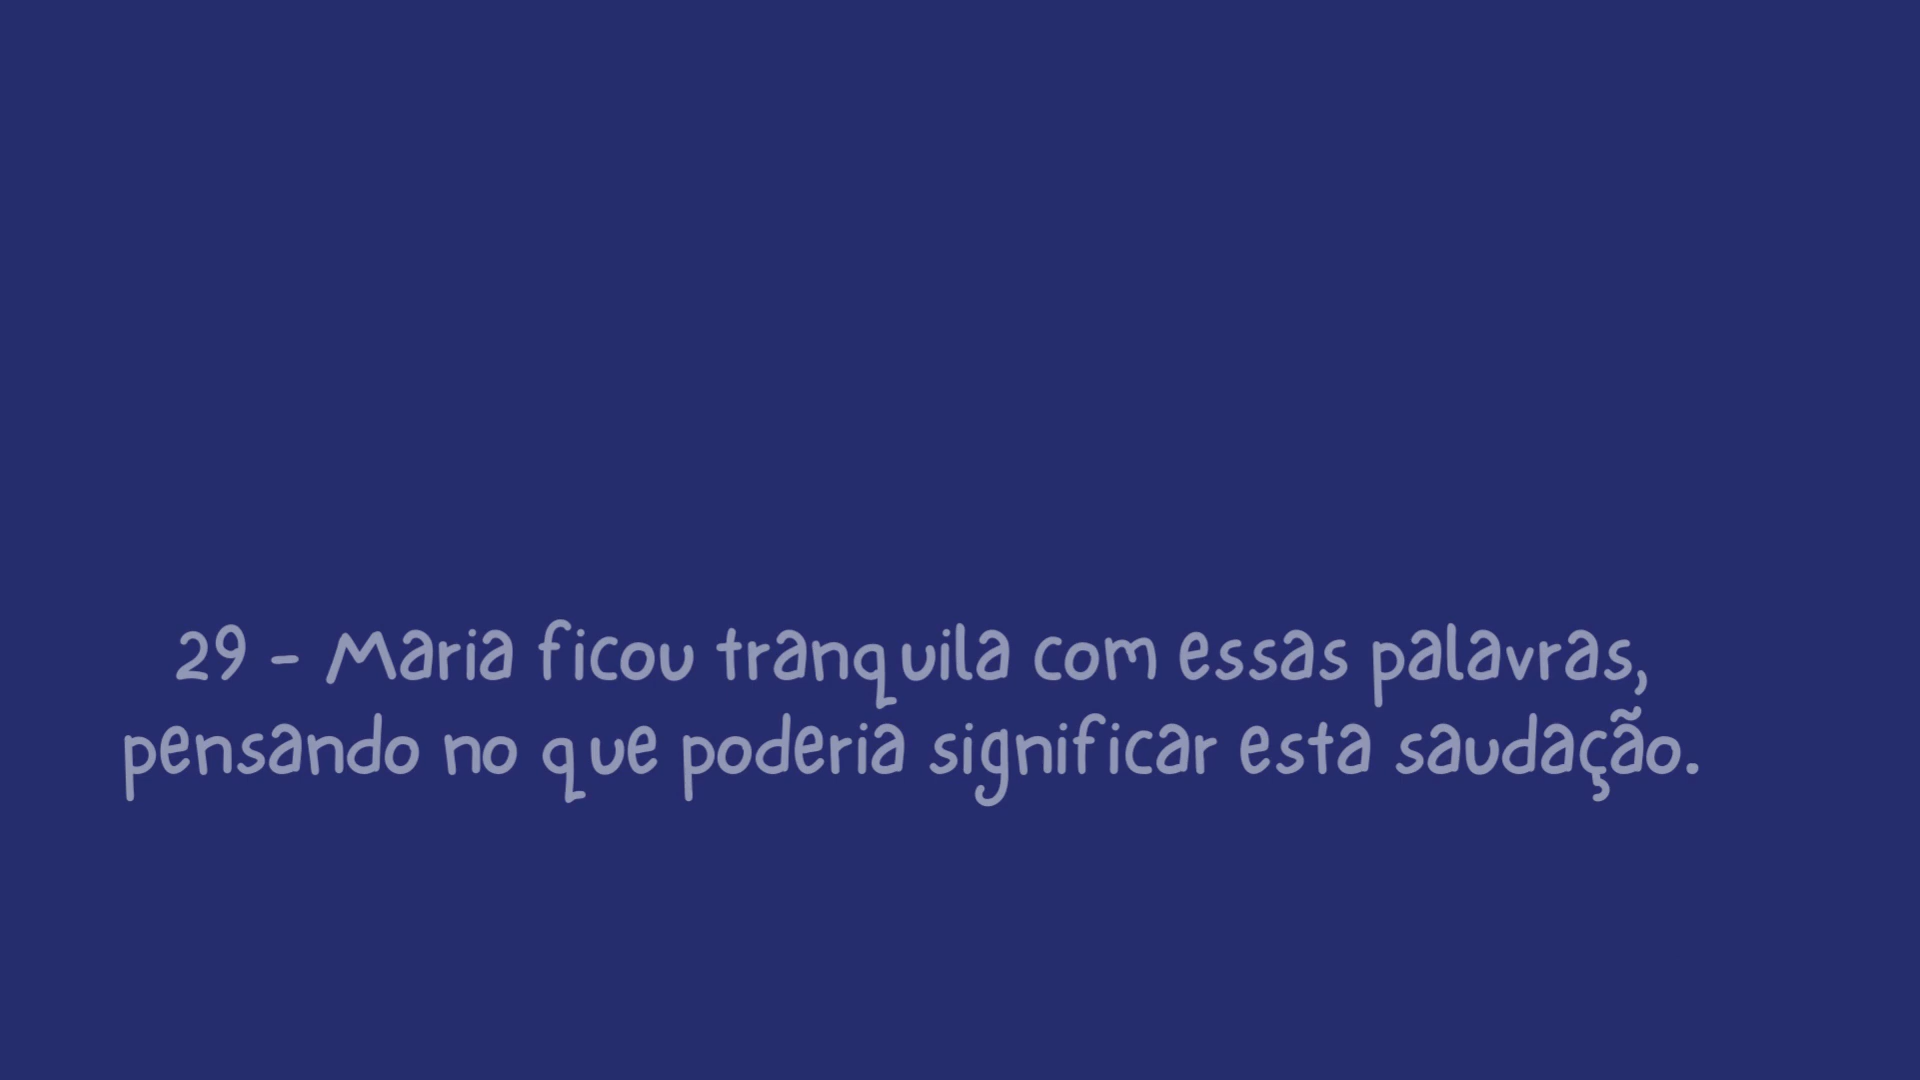 29 - Maria ficou tranquila com essas palavras,
pensando no que poderia significar esta saudação.